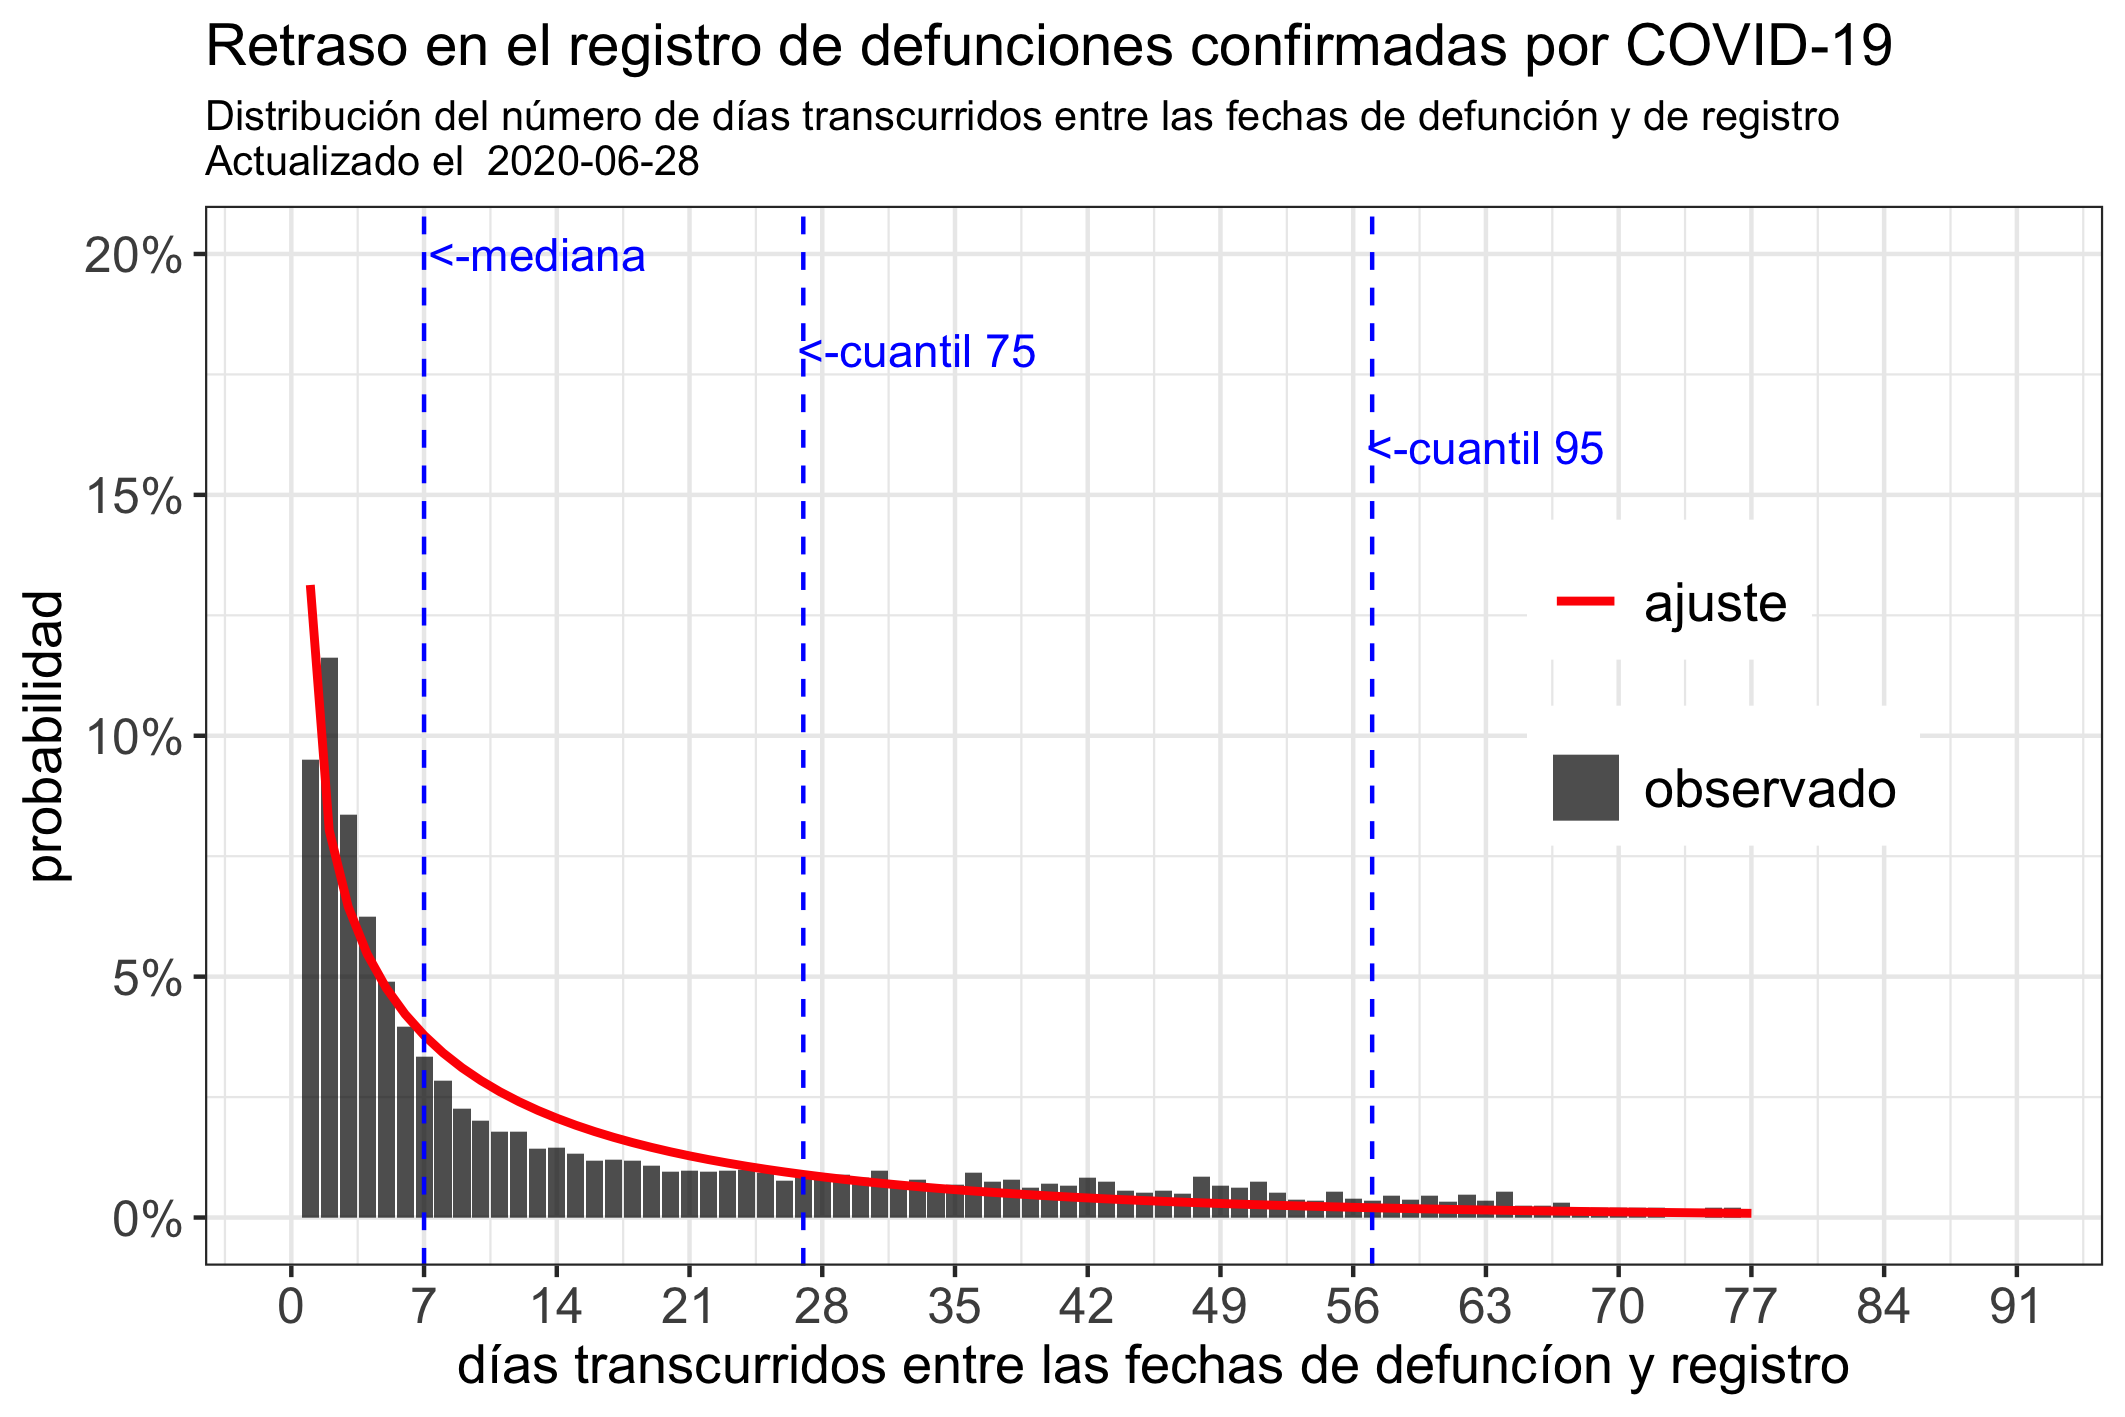 Retraso en el registro de defunciones confirmadas por COVID-19
Distribución del número de días transcurridos entre las fechas de defunción y de registro
Actualizado el  2020-06-28
probabilidad
20%
15%
10%
5%
0%
<-mediana
<-cuantil 75
<-cuantil 95
ajuste
observado
0 7 14 21 28 35 42 49 56 63 70 77 84 91
días transcurridos entre las fechas de defuncíon y registro